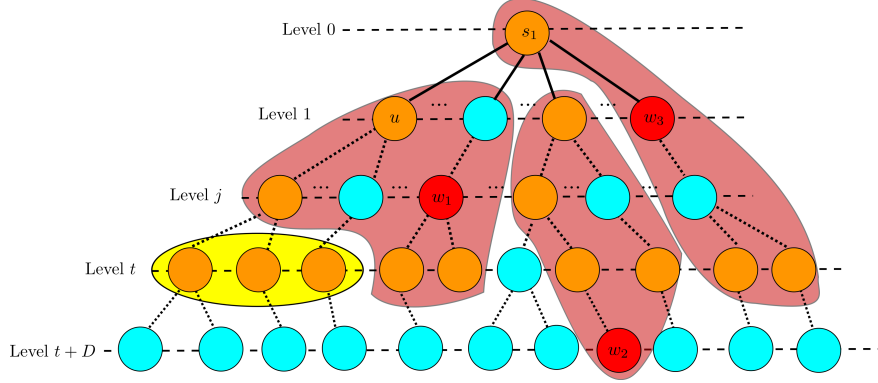 Level 0 s₁
... ... ...
Level 1 u w₃
... ... ... ... ...
Level j w₁
Level t
Level t + D w₂